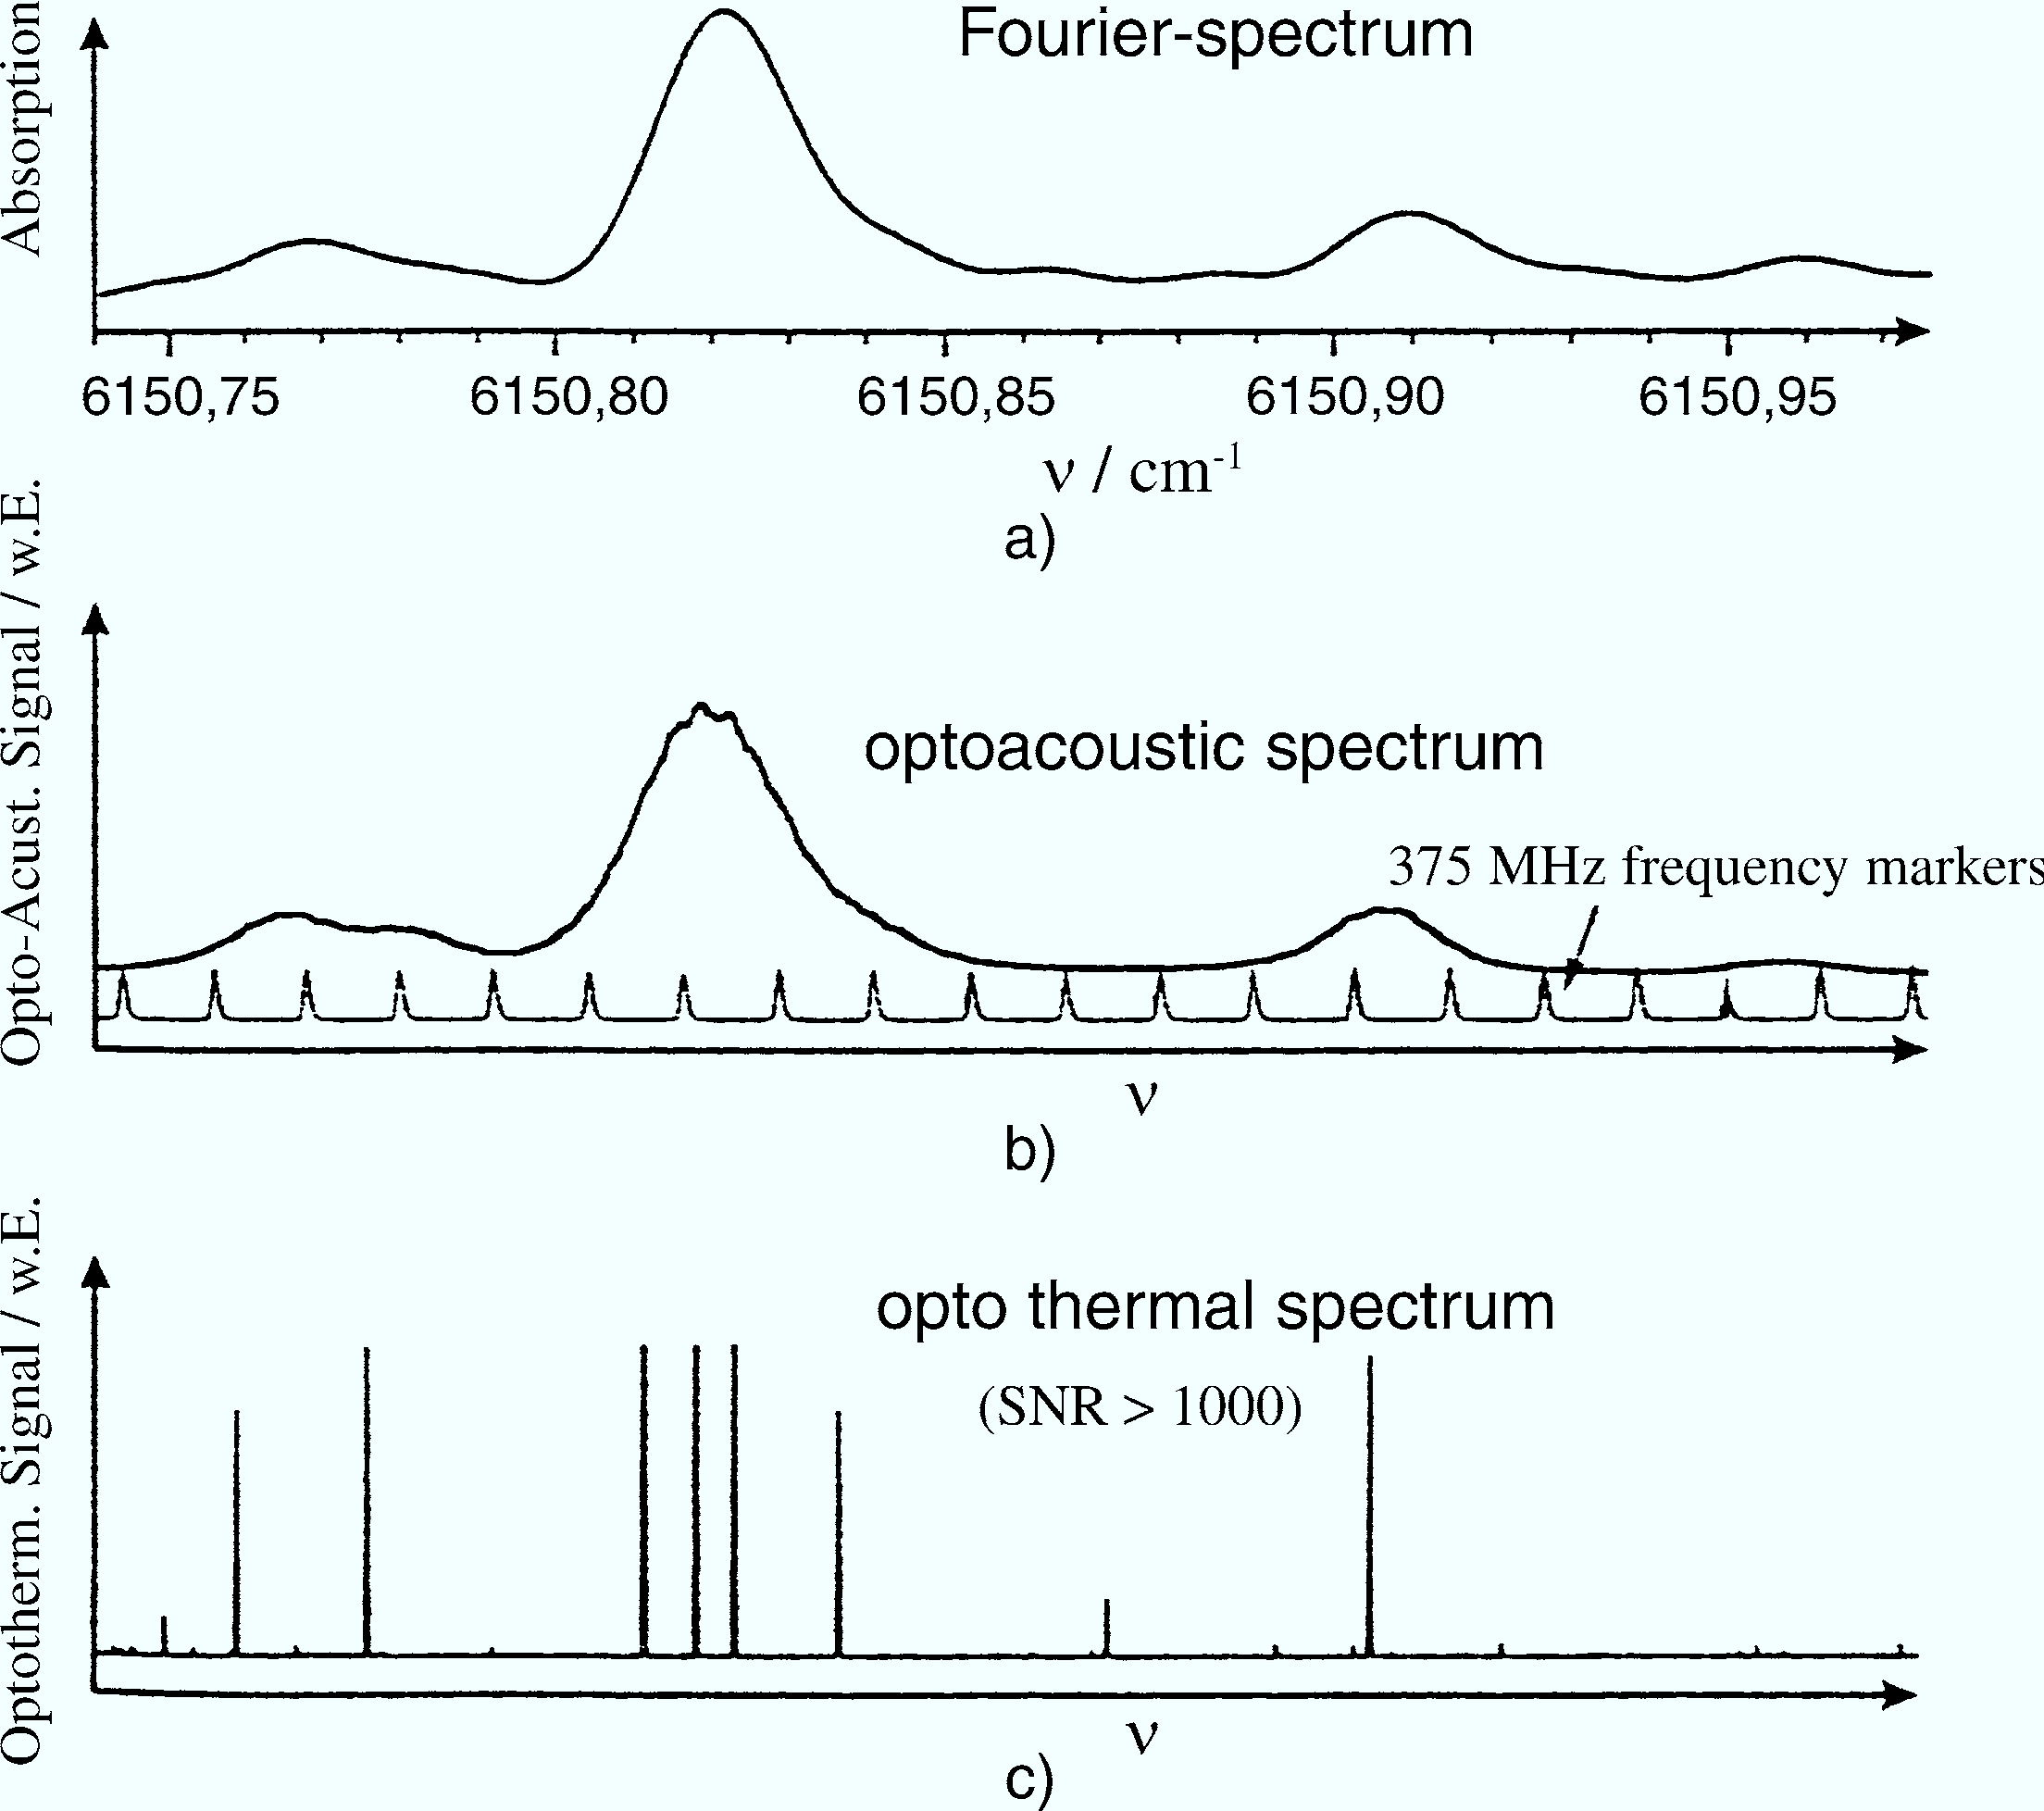 Fourier-spectrum
Absorption
6150,75 6150,80 6150,85 6150,90 6150,95
ν / cm⁻¹
a)
Opto-Acust. Signal / w.E.
optoacoustic spectrum
375 MHz frequency markers
ν
b)
Optotherm. Signal / w.E.
opto thermal spectrum
(SNR > 1000)
ν
c)